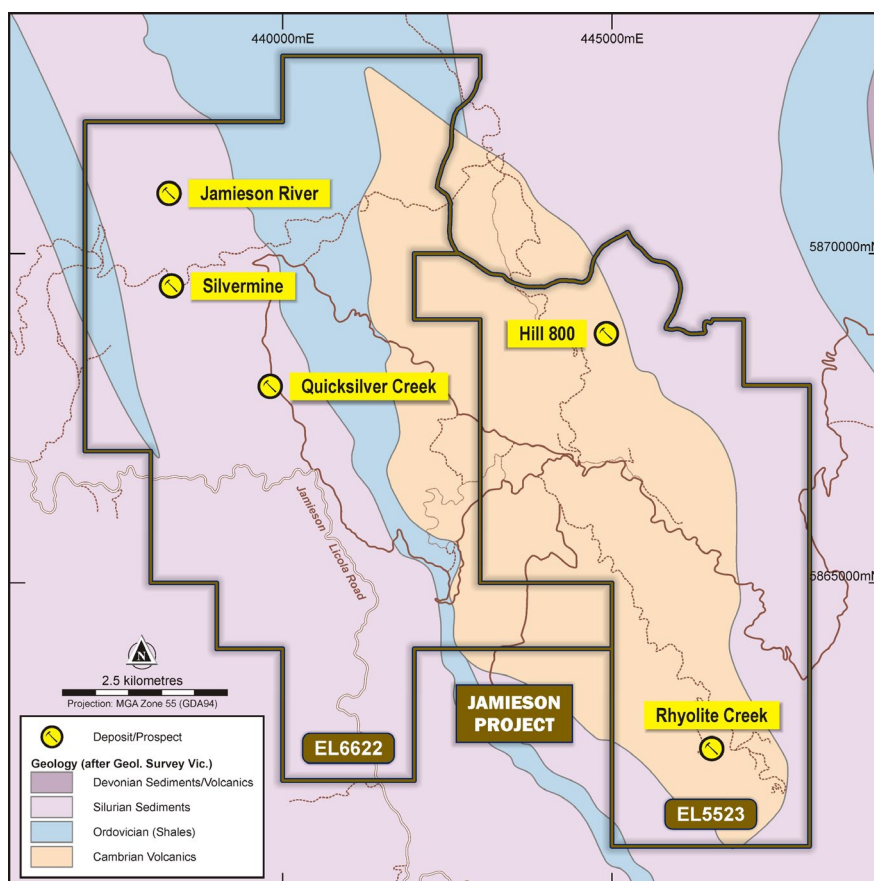 440000mE
445000mE
Jamieson River
5870000mN
Silvermine
Hill 800
Quicksilver Creek
Jamieson
Licola Road
5865000mN
N
2.5 kilometres
Projection: MGA Zone 55 (GDA94)
JAMIESON
PROJECT
Rhyolite Creek
EL6622
EL5523
Deposit/Prospect
Geology (after Geol. Survey Vic.)
Devonian Sediments/Volcanics
Silurian Sediments
Ordovician (Shales)
Cambrian Volcanics